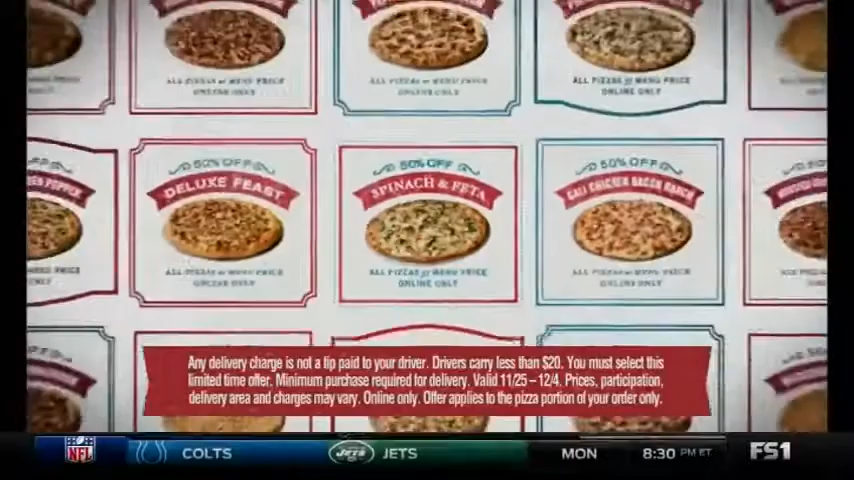 ALL PIZZAS at MENU PRICE
ONLINE ONLY
ALL PIZZAS at MENU PRICE
ONLINE ONLY
ALL PIZZAS at MENU PRICE
ONLINE ONLY
50% OFF
DELUXE FEAST
ALL PIZZAS at MENU PRICE
ONLINE ONLY
50% OFF
SPINACH & FETA
ALL PIZZAS at MENU PRICE
ONLINE ONLY
50% OFF
CALI CHICKEN BACON RANCH
ALL PIZZAS at MENU PRICE
ONLINE ONLY
Any delivery charge is not a tip paid to your driver. Drivers carry less than $20. You must select this
limited time offer. Minimum purchase required for delivery. Valid 11/25 – 12/4. Prices, participation,
delivery area and charges may vary. Online only. Offer applies to the pizza portion of your order only.
NFL COLTS JETS JETS MON 8:30 PM ET FS1